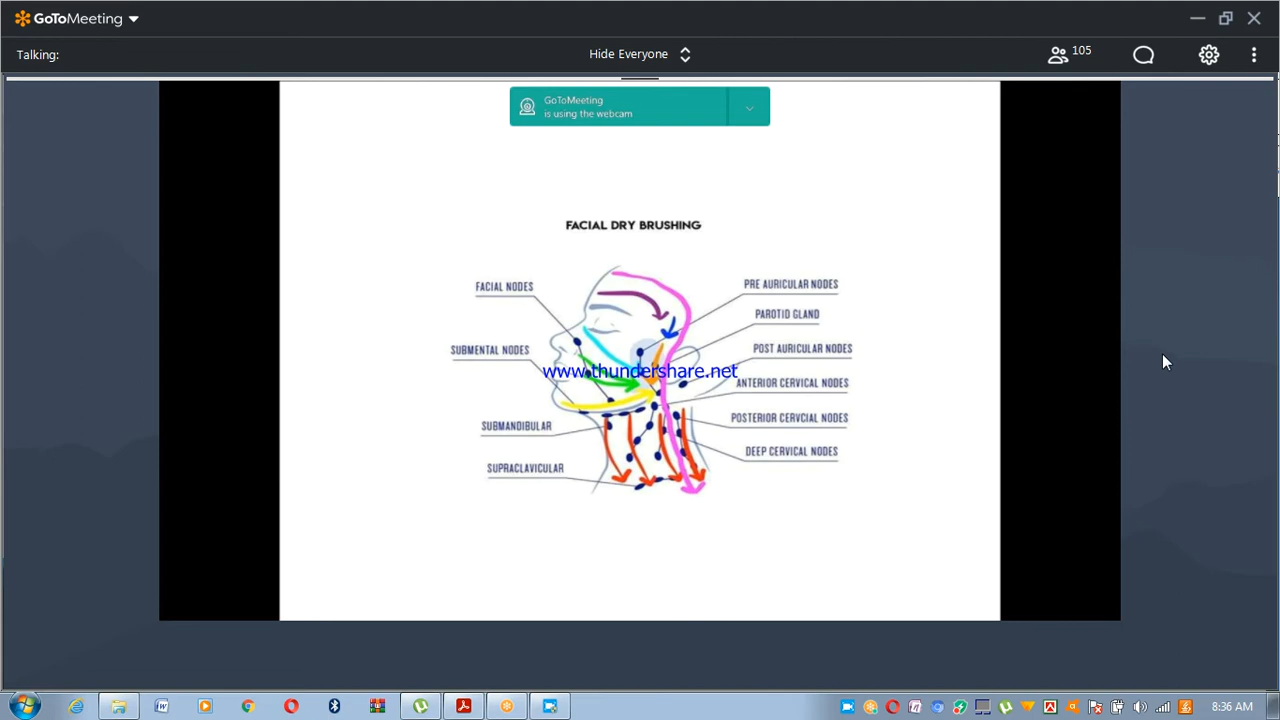 GoToMeeting
Talking:
Hide Everyone
105
GoToMeeting
is using the webcam
FACIAL DRY BRUSHING
FACIAL NODES
PRE AURICULAR NODES
PAROTID GLAND
SUBMENTAL NODES
POST AURICULAR NODES
www.thundershare.net
ANTERIOR CERVICAL NODES
SUBMANDIBULAR
POSTERIOR CERVCIAL NODES
DEEP CERVICAL NODES
SUPRACLAVICULAR
8:36 AM